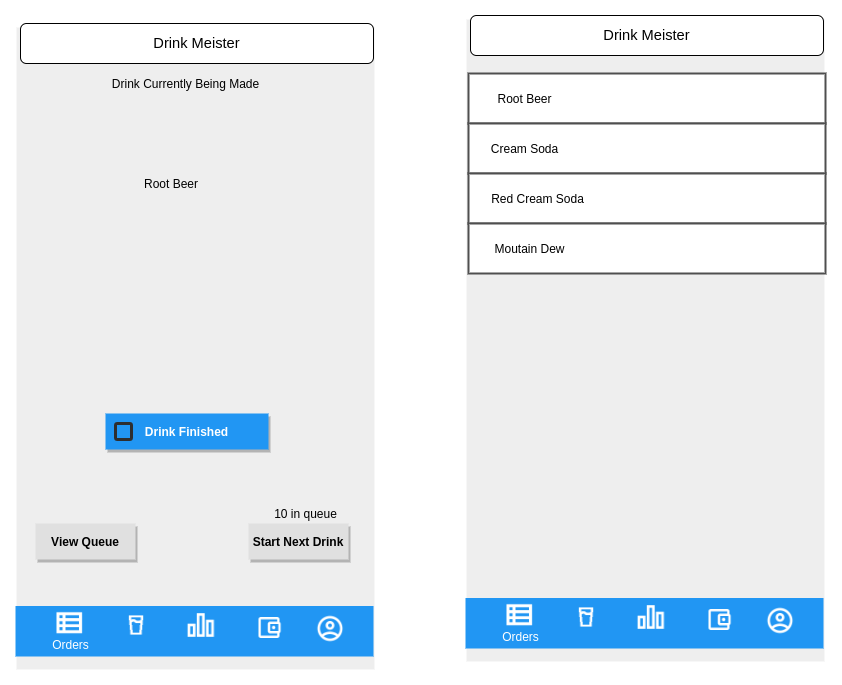 Drink Meister
Drink Currently Being Made
Root Beer
Drink Finished
10 in queue
View Queue
Start Next Drink
Orders
Drink Meister
Root Beer
Cream Soda
Red Cream Soda
Moutain Dew
Orders